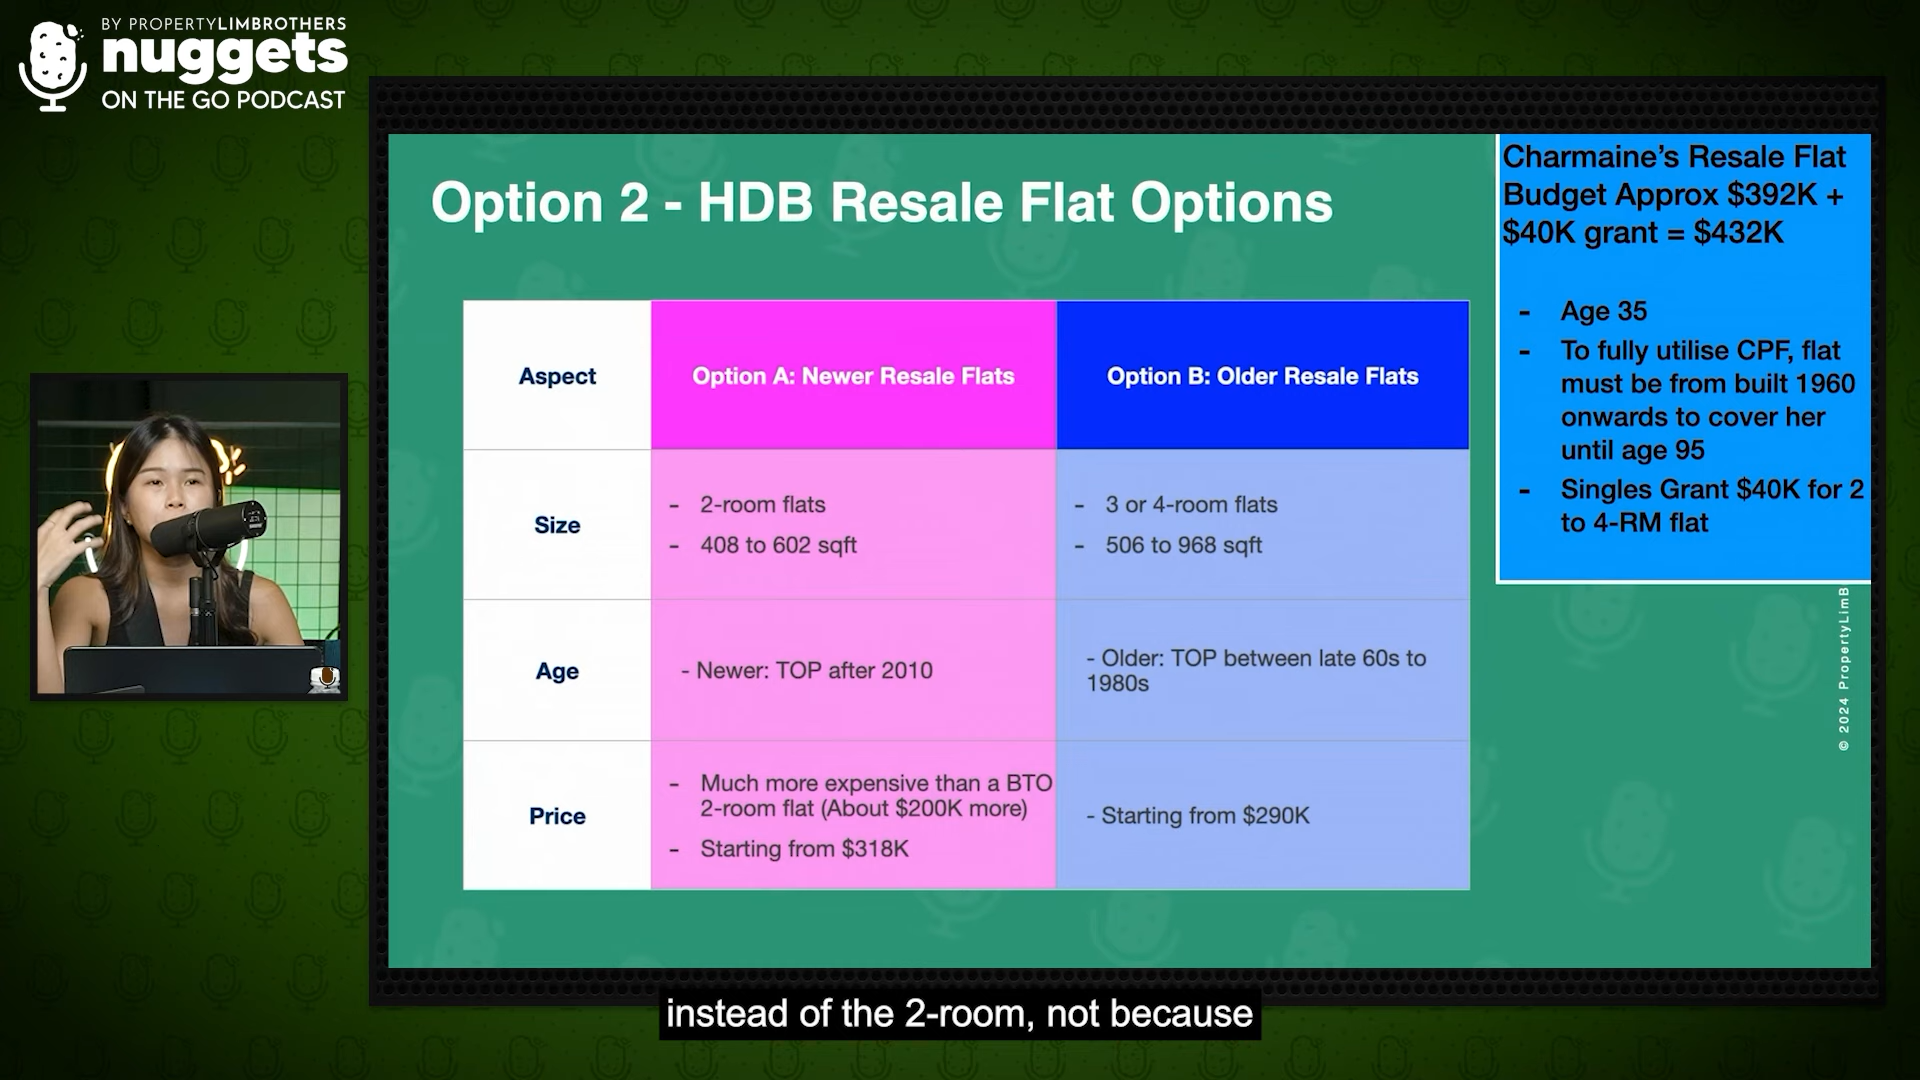 BY PROPERTYLIMBROTHERS
nuggets
ON THE GO PODCAST
Option 2 - HDB Resale Flat Options
Aspect
Option A: Newer Resale Flats
Option B: Older Resale Flats
Size
- 2-room flats
- 408 to 602 sqft
- 3 or 4-room flats
- 506 to 968 sqft
Age
- Newer: TOP after 2010
- Older: TOP between late 60s to
1980s
Price
- Much more expensive than a BTO
2-room flat (About $200K more)
- Starting from $318K
- Starting from $290K
Charmaine’s Resale Flat
Budget Approx $392K +
$40K grant = $432K
- Age 35
- To fully utilise CPF, flat
must be from built 1960
onwards to cover her
until age 95
- Singles Grant $40K for 2
to 4-RM flat
© 2024 PropertyLimB
instead of the 2-room, not because